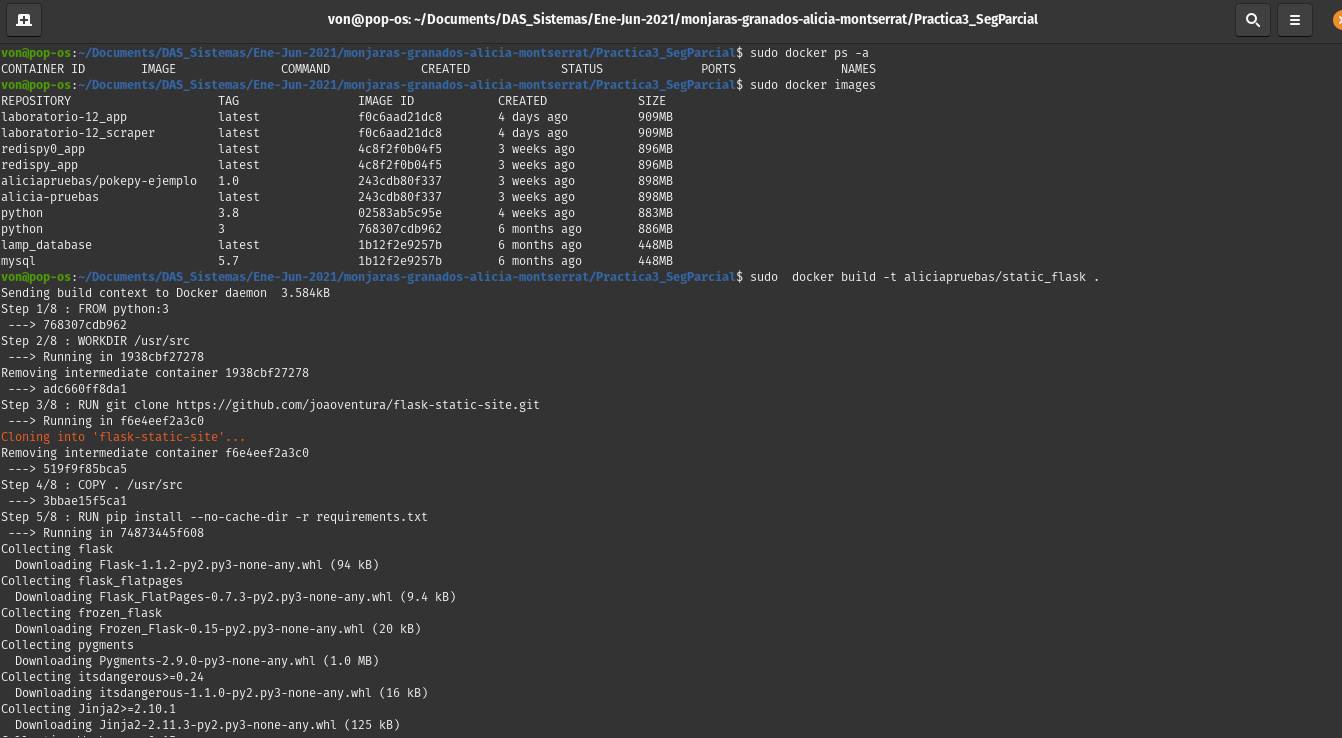 von@pop-os: ~/Documents/DAS_Sistemas/Ene-Jun-2021/monjaras-granados-alicia-montserrat/Practica3_SegParcial
von@pop-os:~/Documents/DAS_Sistemas/Ene-Jun-2021/monjaras-granados-alicia-montserrat/Practica3_SegParcial$ sudo docker ps -a
CONTAINER ID        IMAGE               COMMAND             CREATED             STATUS              PORTS               NAMES
von@pop-os:~/Documents/DAS_Sistemas/Ene-Jun-2021/monjaras-granados-alicia-montserrat/Practica3_SegParcial$ sudo docker images
REPOSITORY                     TAG                 IMAGE ID            CREATED             SIZE
laboratorio-12_app             latest              f0c6aad21dc8        4 days ago          909MB
laboratorio-12_scraper         latest              f0c6aad21dc8        4 days ago          909MB
redispy0_app                   latest              4c8f2f0b04f5        3 weeks ago         896MB
redispy_app                    latest              4c8f2f0b04f5        3 weeks ago         896MB
aliciapruebas/pokepy-ejemplo   1.0                 243cdb80f337        3 weeks ago         898MB
alicia-pruebas                 latest              243cdb80f337        3 weeks ago         898MB
python                         3.8                 02583ab5c95e        4 weeks ago         883MB
python                         3                   768307cdb962        6 months ago        886MB
lamp_database                  latest              1b12f2e9257b        6 months ago        448MB
mysql                          5.7                 1b12f2e9257b        6 months ago        448MB
von@pop-os:~/Documents/DAS_Sistemas/Ene-Jun-2021/monjaras-granados-alicia-montserrat/Practica3_SegParcial$ sudo  docker build -t aliciapruebas/static_flask .
Sending build context to Docker daemon  3.584kB
Step 1/8 : FROM python:3
 ---> 768307cdb962
Step 2/8 : WORKDIR /usr/src
 ---> Running in 1938cbf27278
Removing intermediate container 1938cbf27278
 ---> adc660ff8da1
Step 3/8 : RUN git clone https://github.com/joaoventura/flask-static-site.git
 ---> Running in f6e4eef2a3c0
Cloning into 'flask-static-site'...
Removing intermediate container f6e4eef2a3c0
 ---> 519f9f85bca5
Step 4/8 : COPY . /usr/src
 ---> 3bbae15f5ca1
Step 5/8 : RUN pip install --no-cache-dir -r requirements.txt
 ---> Running in 74873445f608
Collecting flask
  Downloading Flask-1.1.2-py2.py3-none-any.whl (94 kB)
Collecting flask_flatpages
  Downloading Flask_FlatPages-0.7.3-py2.py3-none-any.whl (9.4 kB)
Collecting frozen_flask
  Downloading Frozen_Flask-0.15-py2.py3-none-any.whl (20 kB)
Collecting pygments
  Downloading Pygments-2.9.0-py3-none-any.whl (1.0 MB)
Collecting itsdangerous>=0.24
  Downloading itsdangerous-1.1.0-py2.py3-none-any.whl (16 kB)
Collecting Jinja2>=2.10.1
  Downloading Jinja2-2.11.3-py2.py3-none-any.whl (125 kB)